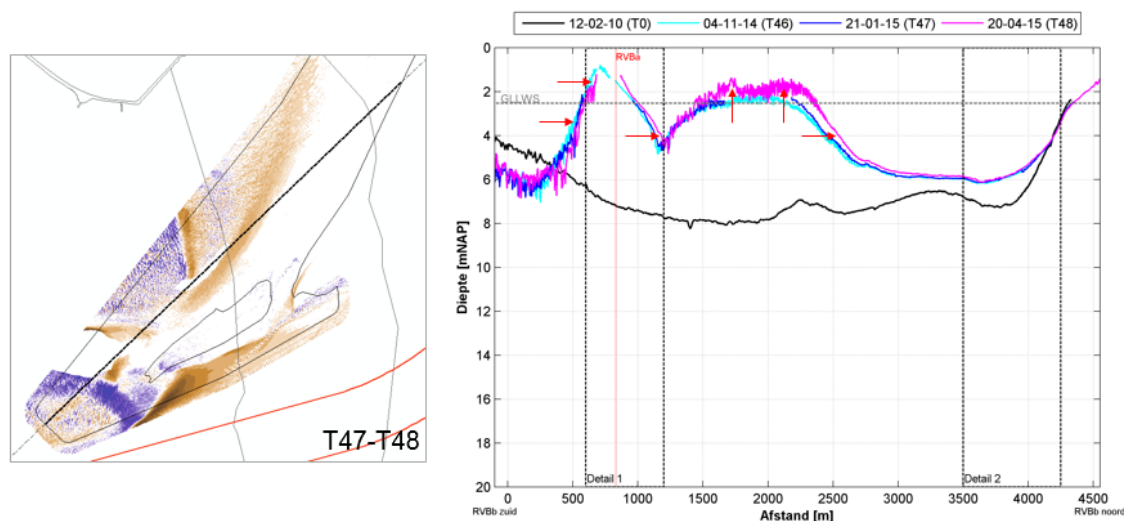 12-02-10 (T0) 04-11-14 (T46) 21-01-15 (T47) 20-04-15 (T48)
T47-T48
Diepte [mNAP]
0
2
4
6
8
10
12
14
16
18
20
RVBa
GLLWS
Detail 1
Detail 2
0 500 1000 1500 2000 2500 3000 3500 4000 4500
RVBb zuid
Afstand [m]
RVBb noord